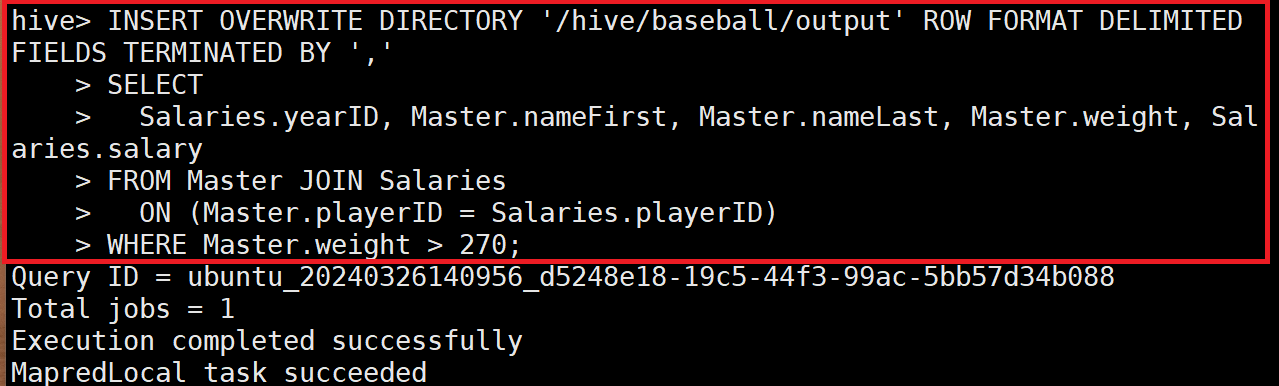 hive> INSERT OVERWRITE DIRECTORY '/hive/baseball/output' ROW FORMAT DELIMITED
FIELDS TERMINATED BY ','
    > SELECT
    >   Salaries.yearID, Master.nameFirst, Master.nameLast, Master.weight, Sal
aries.salary
    > FROM Master JOIN Salaries
    >   ON (Master.playerID = Salaries.playerID)
    > WHERE Master.weight > 270;
Query ID = ubuntu_20240326140956_d5248e18-19c5-44f3-99ac-5bb57d34b088
Total jobs = 1
Execution completed successfully
MapredLocal task succeeded